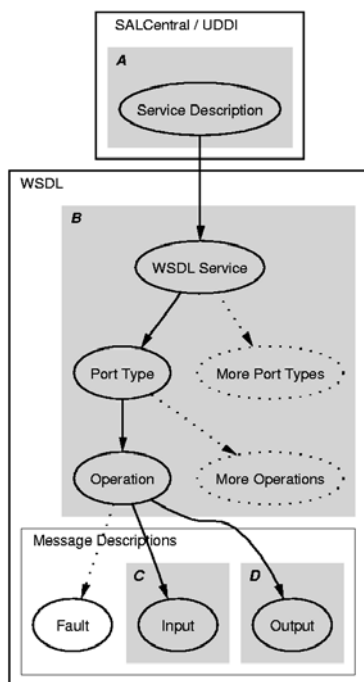 SALCentral / UDDI
A
Service Description
WSDL
B
WSDL Service
Port Type
More Port Types
Operation
More Operations
Message Descriptions
C
D
Fault
Input
Output